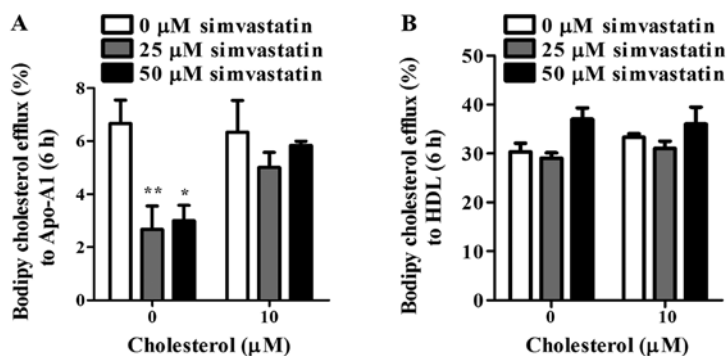 A
0 µM simvastatin
25 µM simvastatin
50 µM simvastatin
Bodipy cholesterol efflux (%)
to Apo-A1 (6 h)
8
6
4
2
0
**
*
0
10
Cholesterol (µM)
B
0 µM simvastatin
25 µM simvastatin
50 µM simvastatin
Bodipy cholesterol efflux (%)
to HDL (6 h)
50
40
30
20
10
0
0
10
Cholesterol (µM)